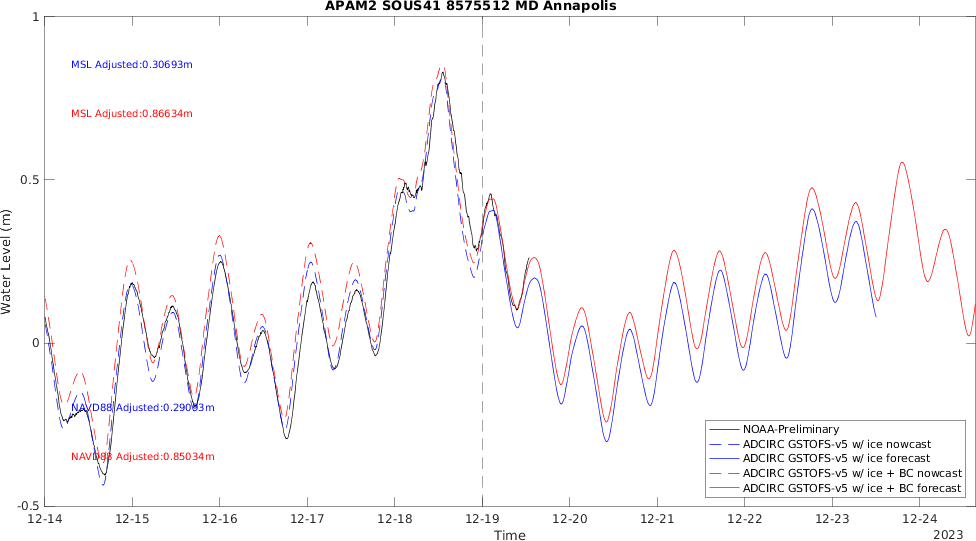 APAM2 SOUS41 8575512 MD Annapolis
1
MSL Adjusted:0.30693m
MSL Adjusted:0.86634m
0.5
Water Level (m)
0
NAVD88 Adjusted:0.29093m
NAVD88 Adjusted:0.85034m
-0.5
NOAA-Preliminary
ADCIRC GSTOFS-v5 w/ ice nowcast
ADCIRC GSTOFS-v5 w/ ice forecast
ADCIRC GSTOFS-v5 w/ ice + BC nowcast
ADCIRC GSTOFS-v5 w/ ice + BC forecast
12-14 12-15 12-16 12-17 12-18 12-19 12-20 12-21 12-22 12-23 12-24
Time
2023